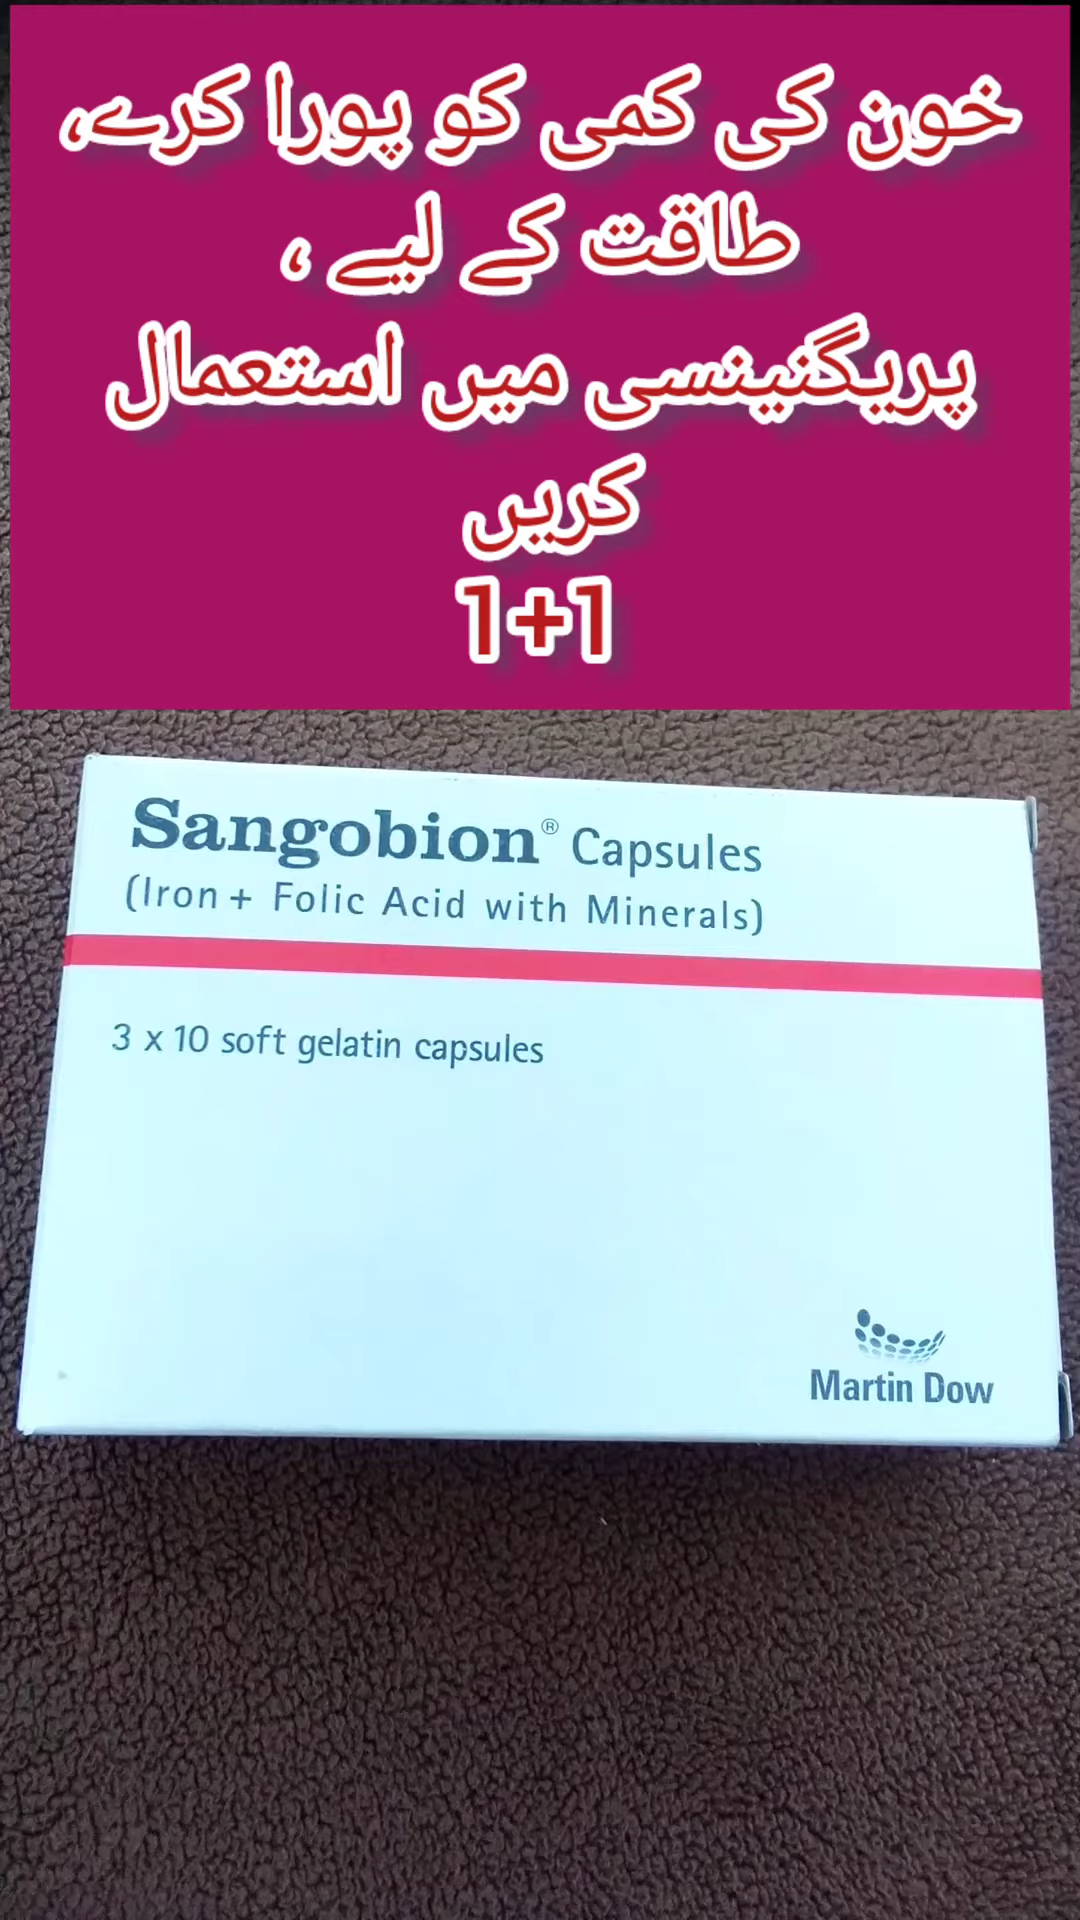 خون کی کمی کو پورا کرے،
طاقت کے لیے ،
پریگنینسی میں استعمال
کریں
1+1
Sangobion® Capsules
(Iron + Folic Acid with Minerals)
3 x 10 soft gelatin capsules
Martin Dow